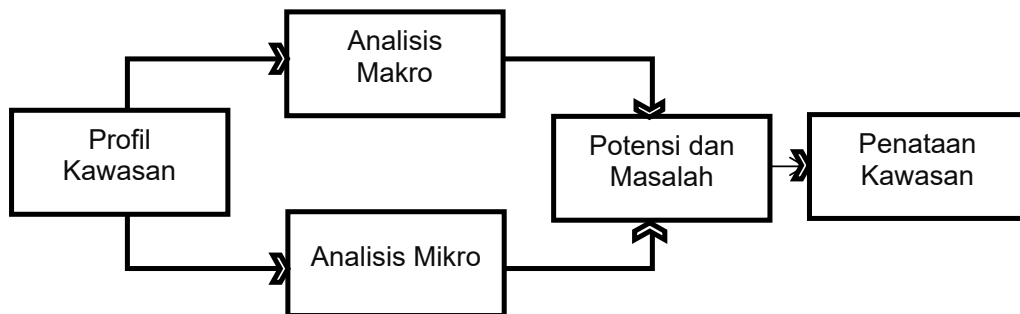 Profil
Kawasan
Analisis
Makro
Analisis Mikro
Potensi dan
Masalah
Penataan
Kawasan